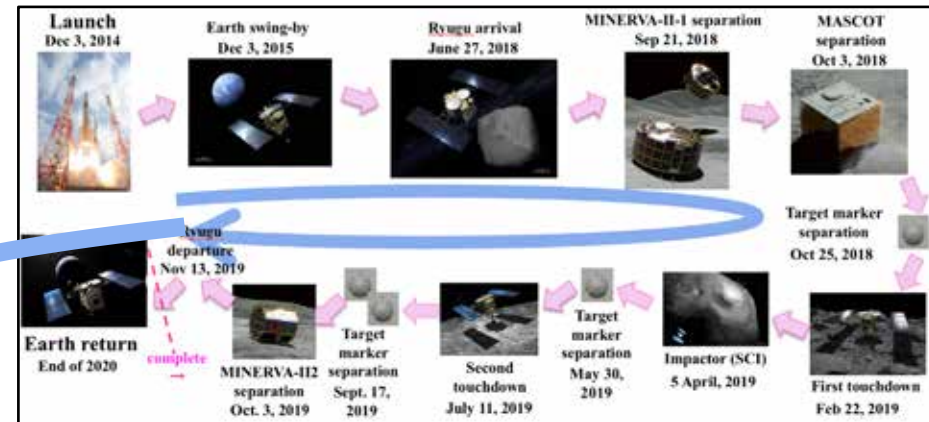 Launch
Dec 3, 2014
Earth swing-by
Dec 3, 2015
Ryugu arrival
June 27, 2018
MINERVA-II-1 separation
Sep 21, 2018
MASCOT
separation
Oct 3, 2018
Target marker
separation
Oct 25, 2018
First touchdown
Feb 22, 2019
Impactor (SCI)
5 April, 2019
Target
marker
separation
May 30,
2019
Second
touchdown
July 11, 2019
Target
marker
separation
Sept. 17,
2019
MINERVA-II2
separation
Oct. 3, 2019
Ryugu
departure
Nov 13, 2019
complete
Earth return
End of 2020